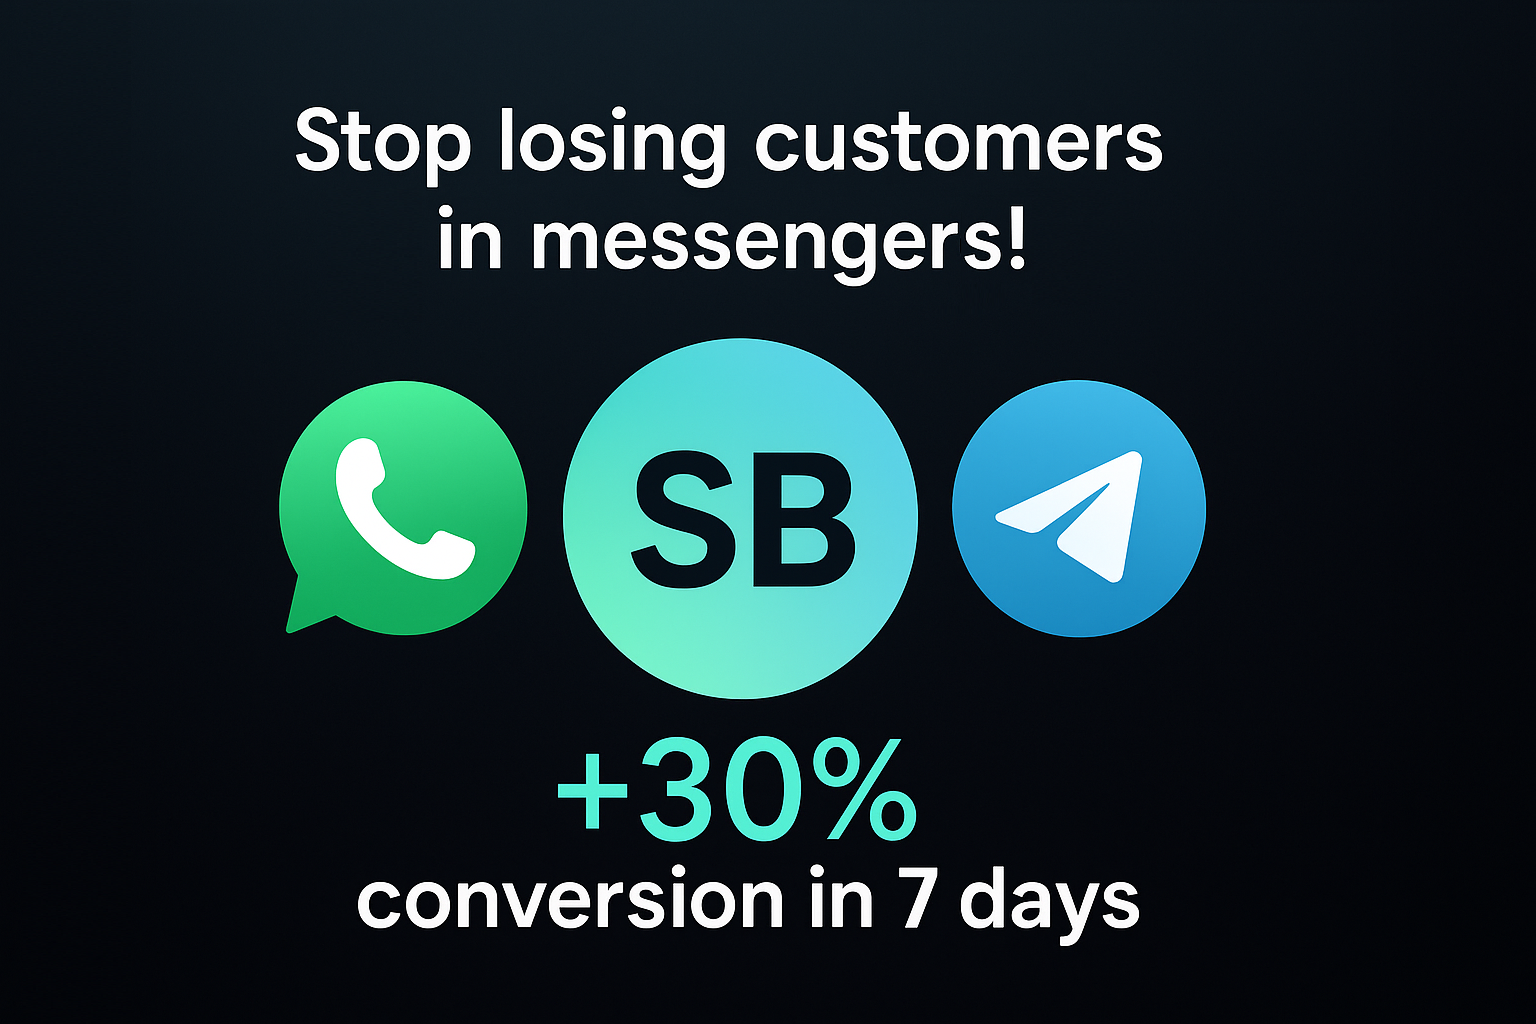 Stop losing customers
in messengers!
SB
+30%
conversion in 7 days